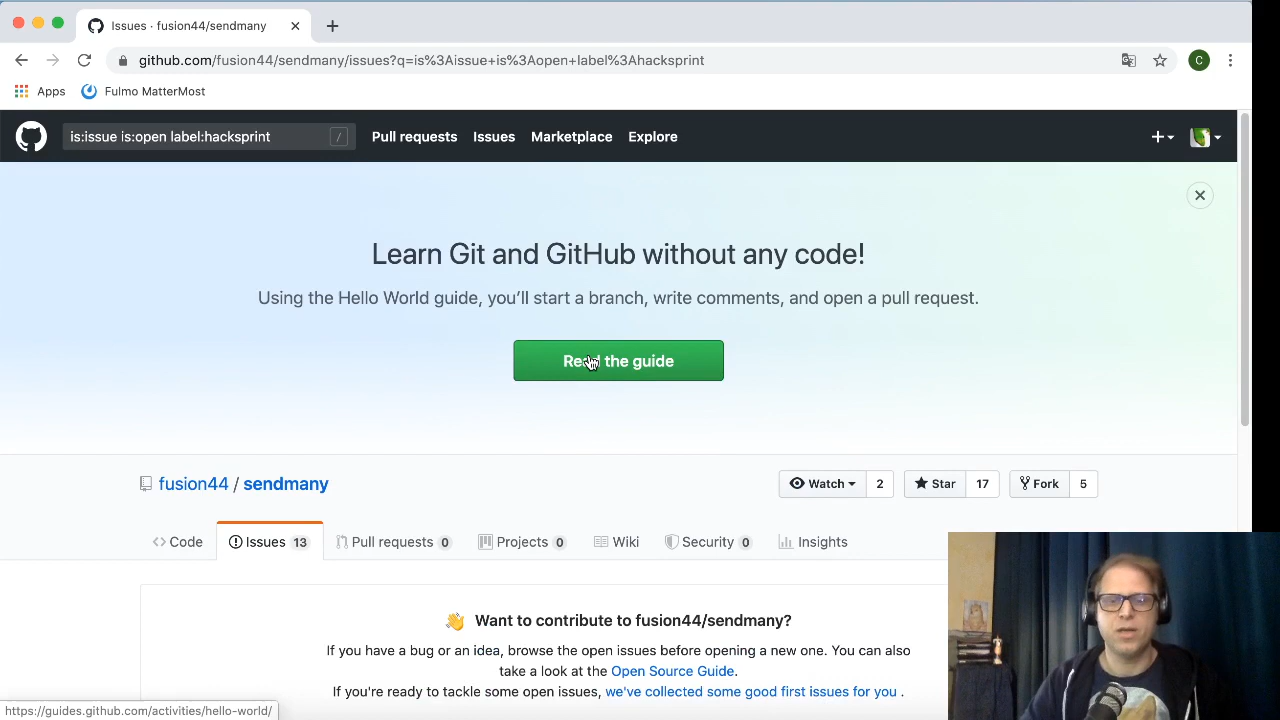 Issues · fusion44/sendmany
github.com/fusion44/sendmany/issues?q=is%3Aissue+is%3Aopen+label%3Ahacksprint
C
Apps
Fulmo MatterMost
is:issue is:open label:hacksprint
/
Pull requests
Issues
Marketplace
Explore
Learn Git and GitHub without any code!
Using the Hello World guide, you’ll start a branch, write comments, and open a pull request.
Read the guide
fusion44 / sendmany
Watch
2
Star
17
Fork
5
Code
Issues 13
Pull requests 0
Projects 0
Wiki
Security 0
Insights
Want to contribute to fusion44/sendmany?
If you have a bug or an idea, browse the open issues before opening a new one. You can also
take a look at the Open Source Guide.
If you're ready to tackle some open issues, we've collected some good first issues for you .
https://guides.github.com/activities/hello-world/